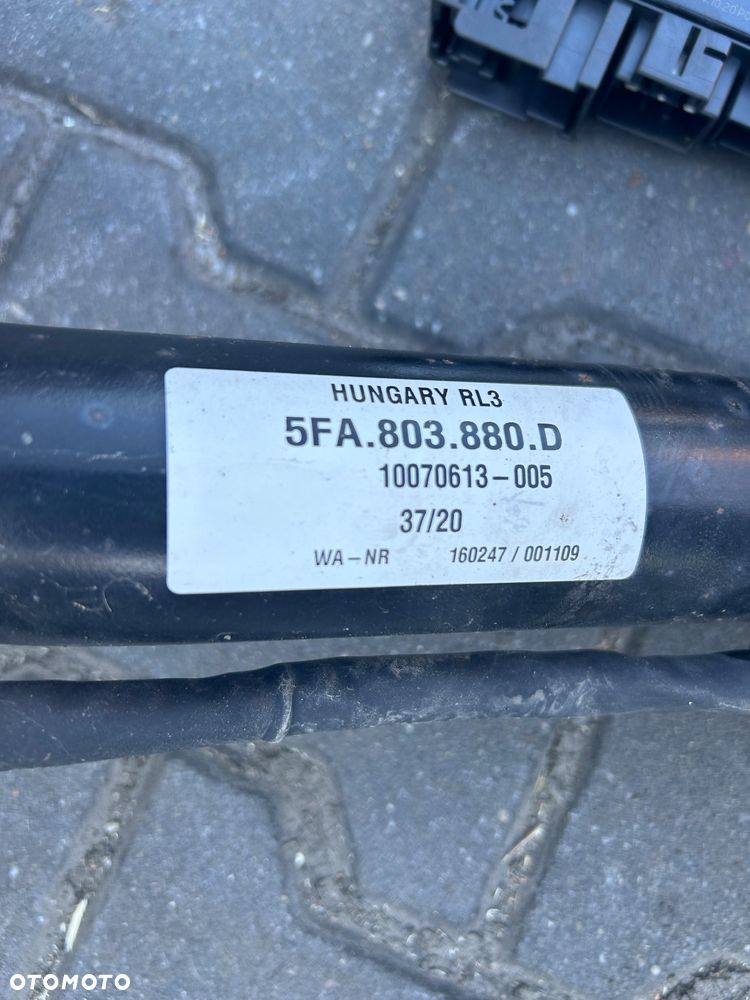 HUNGARY RL3
5FA.803.880.D
10070613-005
37/20
WA-NR 160247 / 001109
OTOMOTO